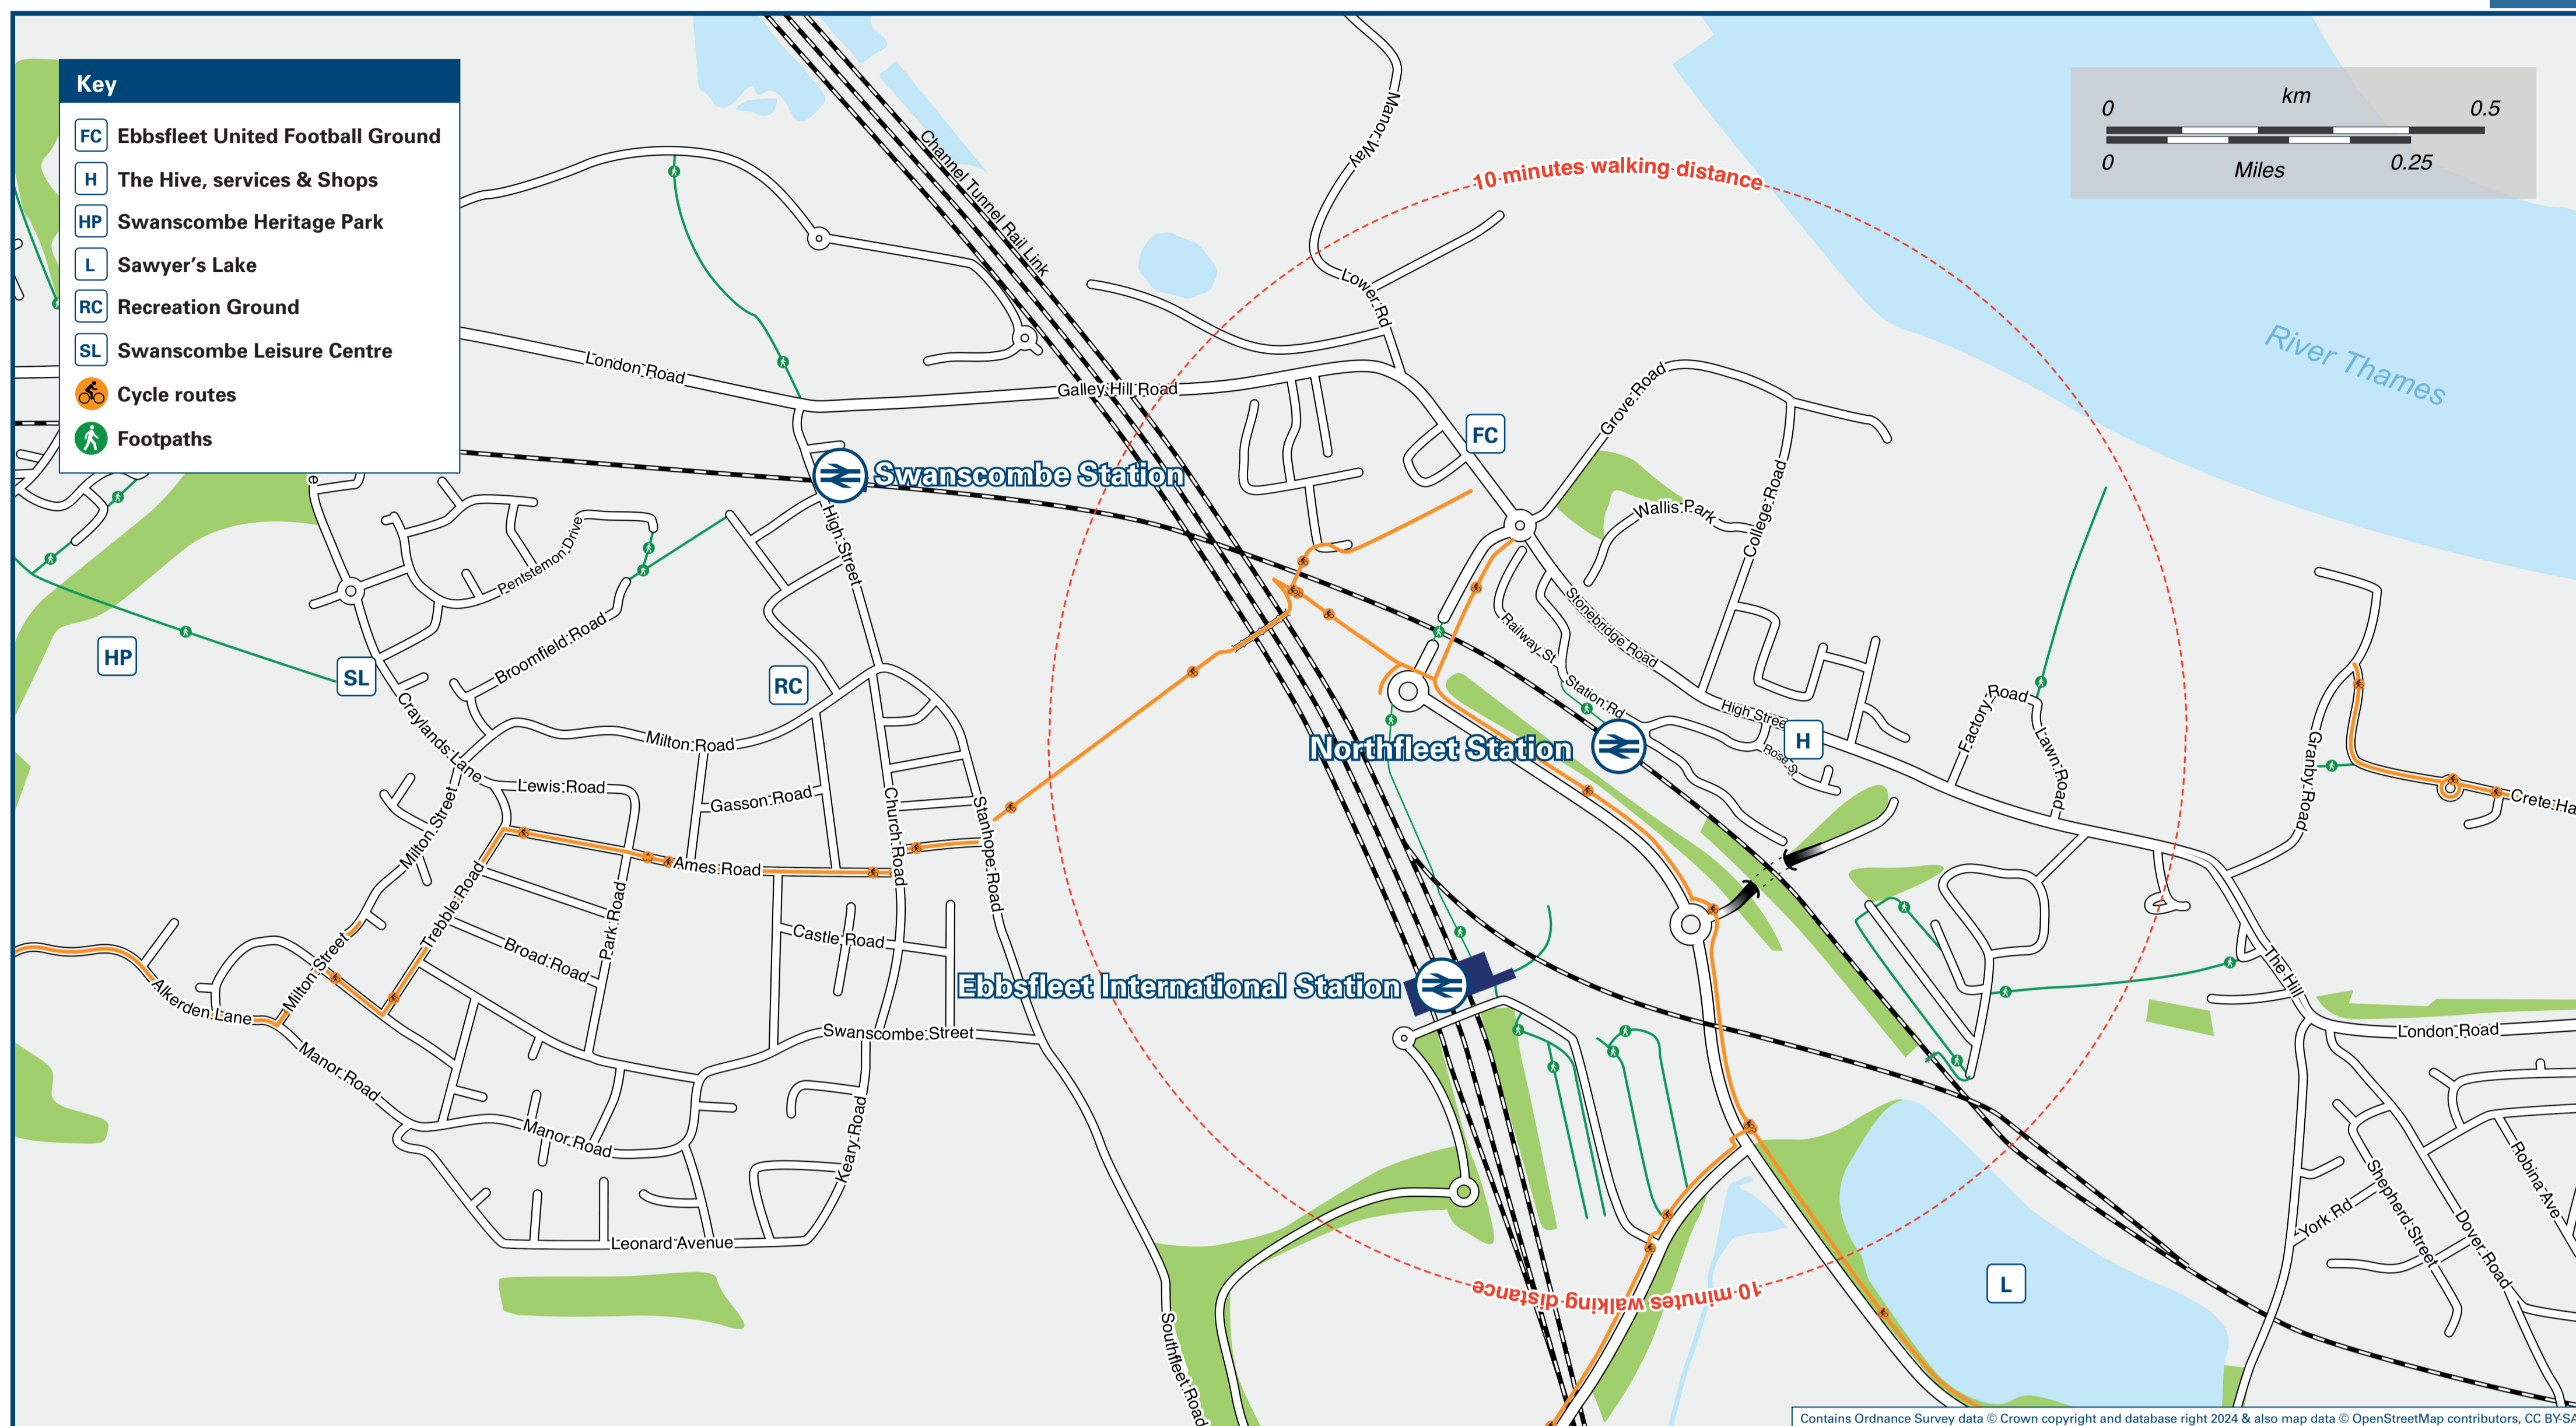 Key
FC Ebbsfleet United Football Ground
H The Hive, services & Shops
HP Swanscombe Heritage Park
L Sawyer's Lake
RC Recreation Ground
SL Swanscombe Leisure Centre
Cycle routes
Footpaths
km
0 0.5
0 0.25
Miles
Channel Tunnel Rail Link
Manor Way
10 minutes walking distance
Lower Rd
River Thames
London Road
Galley Hill Road
Grove Road
FC
Swanscombe Station
High Street
Pentstemon Drive
Wallis Park
College Road
Broomfield Road
Railway St
Stonebridge Road
HP
SL
RC
Station Rd
High Stree
Factory Road
Lawn Road
Granby Road
Craylands Lane
Milton Road
Northfleet Station
H
Rose S
Lewis Road
Gasson Road
Crete Ha
Milton Street
Church Road
Stanhope Road
Ames Road
Trebble Road
Park Road
Broad Road
Castle Road
Milton Street
Alkerden Lane
Ebbsfleet International Station
The Hill
London Road
Swanscombe Street
Manor Road
Manor Road
Keary Road
Leonard Avenue
York Rd
Shepherd Street
Dover Road
Robina Ave
10 minutes walking distance
L
Southfleet Road
e
Contains Ordnance Survey data © Crown copyright and database right 2024 & also map data © OpenStreetMap contributors, CC BY-S